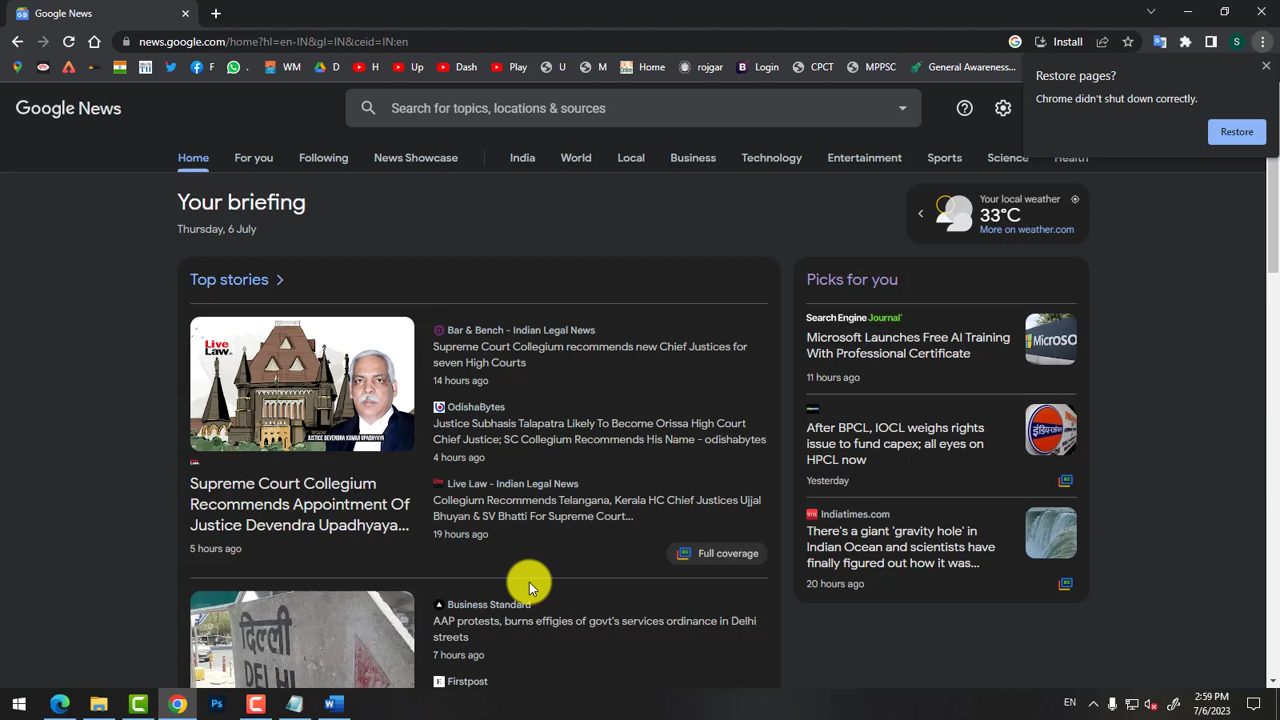 Google News
news.google.com/home?hl=en-IN&gl=IN&ceid=IN:en
Install
S
F
WM
D
H
Up
Dash
Play
U
M
Home
rojgar
Login
CPCT
MPPSC
General Awareness...
Restore pages?
Chrome didn't shut down correctly.
Restore
Google News
Search for topics, locations & sources
Home
For you
Following
News Showcase
India
World
Local
Business
Technology
Entertainment
Sports
Science
Health
Your briefing
Thursday, 6 July
Your local weather
33°C
More on weather.com
Top stories
Live
Law
JUSTICE DEVENDRA KUMAR UPADHYAYA
Supreme Court Collegium
Recommends Appointment Of
Justice Devendra Upadhyaya...
5 hours ago
Bar & Bench - Indian Legal News
Supreme Court Collegium recommends new Chief Justices for
seven High Courts
14 hours ago
OdishaBytes
Justice Subhasis Talapatra Likely To Become Orissa High Court
Chief Justice; SC Collegium Recommends His Name - odishabytes
4 hours ago
Live Law - Indian Legal News
Collegium Recommends Telangana, Kerala HC Chief Justices Ujjal
Bhuyan & SV Bhatti For Supreme Court...
19 hours ago
Full coverage
दिल्ली
DELHI
Business Standard
AAP protests, burns effigies of govt's services ordinance in Delhi
streets
7 hours ago
Firstpost
Picks for you
Search Engine Journal
Microsoft Launches Free AI Training
With Professional Certificate
11 hours ago
After BPCL, IOCL weighs rights
issue to fund capex; all eyes on
HPCL now
Yesterday
Indiatimes.com
There's a giant 'gravity hole' in
Indian Ocean and scientists have
finally figured out how it was...
20 hours ago
EN
2:59 PM
7/6/2023